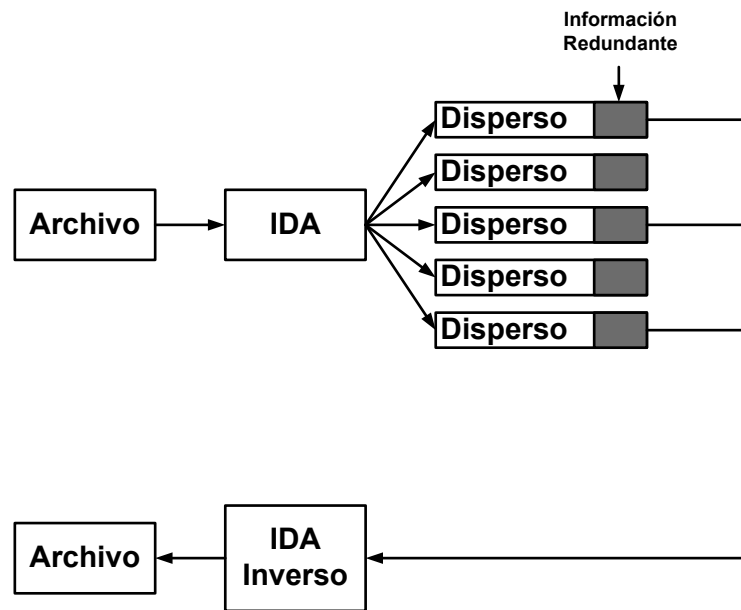 Información
Redundante
Disperso
Disperso
Archivo
IDA
Disperso
Disperso
Disperso
Archivo
IDA
Inverso